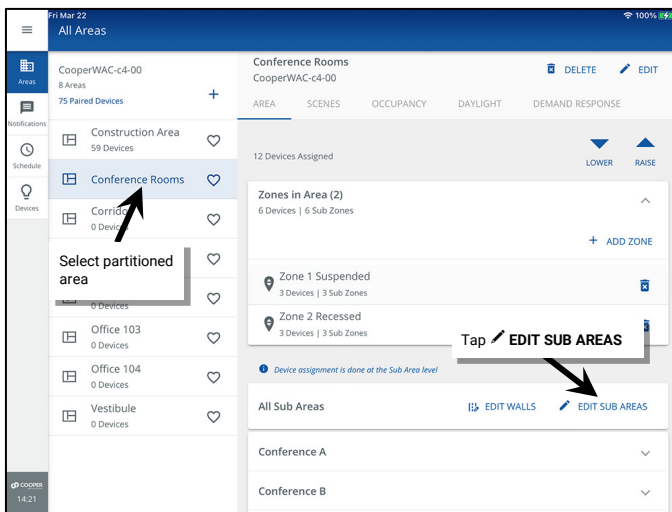 Fri Mar 22
100%
All Areas
Areas
Notifications
Schedule
Devices
COOPER
14:21
CooperWAC-c4-00
8 Areas
75 Paired Devices
+
Construction Area
59 Devices
Conference Rooms
0 Devices
Select partitioned
area
0 Devices
Office 103
0 Devices
Office 104
0 Devices
Vestibule
0 Devices
Conference Rooms
CooperWAC-c4-00
DELETE
EDIT
AREA SCENES OCCUPANCY DAYLIGHT DEMAND RESPONSE
12 Devices Assigned
LOWER RAISE
Zones in Area (2)
6 Devices | 6 Sub Zones
+ ADD ZONE
Zone 1 Suspended
3 Devices | 3 Sub Zones
Zone 2 Recessed
3 Devices | 3 Sub Zones
Tap EDIT SUB AREAS
Device assignment is done at the Sub Area level
All Sub Areas
EDIT WALLS
EDIT SUB AREAS
Conference A
Conference B